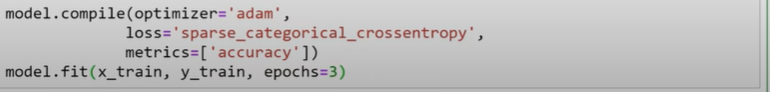 model.compile(optimizer='adam',
              loss='sparse_categorical_crossentropy',
              metrics=['accuracy'])
model.fit(x_train, y_train, epochs=3)